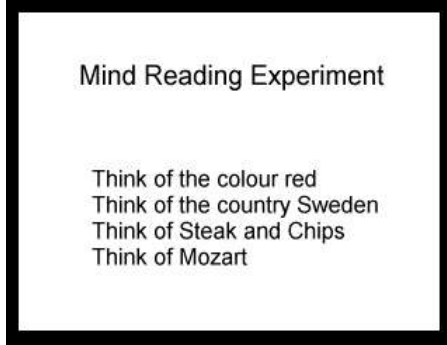 Mind Reading Experiment
Think of the colour red
Think of the country Sweden
Think of Steak and Chips
Think of Mozart